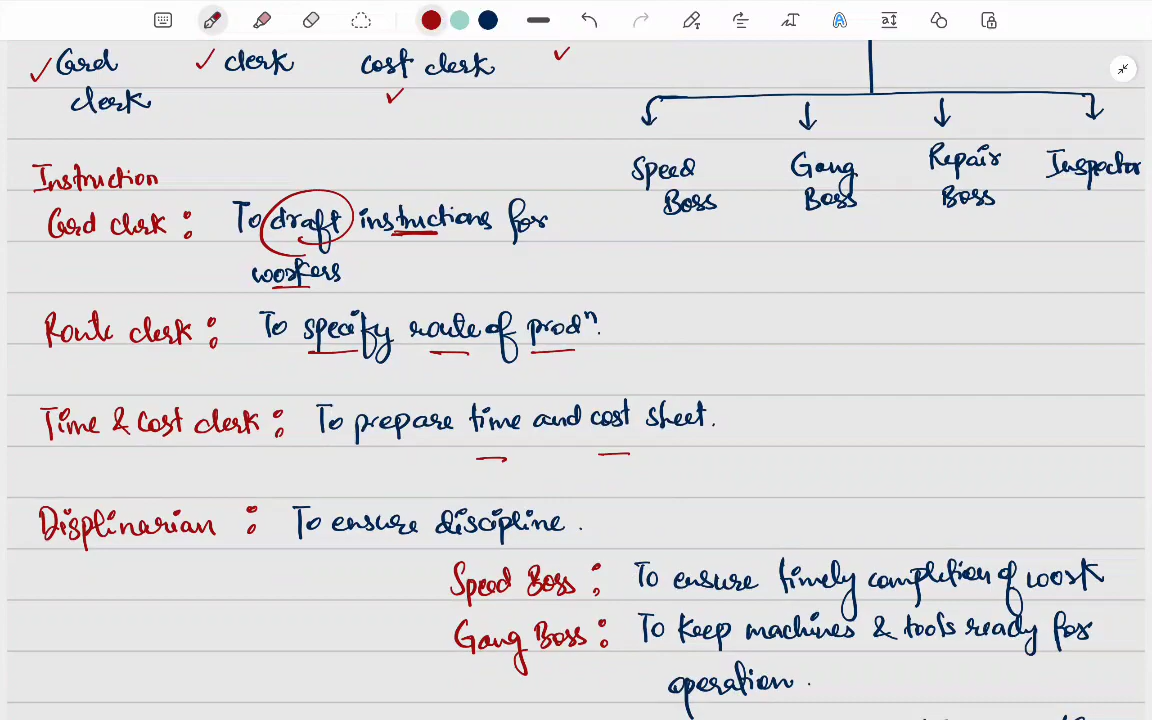 Card clerk cost clerk
clerk
Speed Gang Repair Inspector
Boss Boss Boss
Instruction
Card clerk : To draft instructions for
workers
Route clerk : To specify route of prodⁿ.
Time & Cost clerk : To prepare time and cost sheet.
Displinarian : To ensure discipline.
Speed Boss : To ensure timely completion of work
Gang Boss : To keep machines & tools ready for
operation.